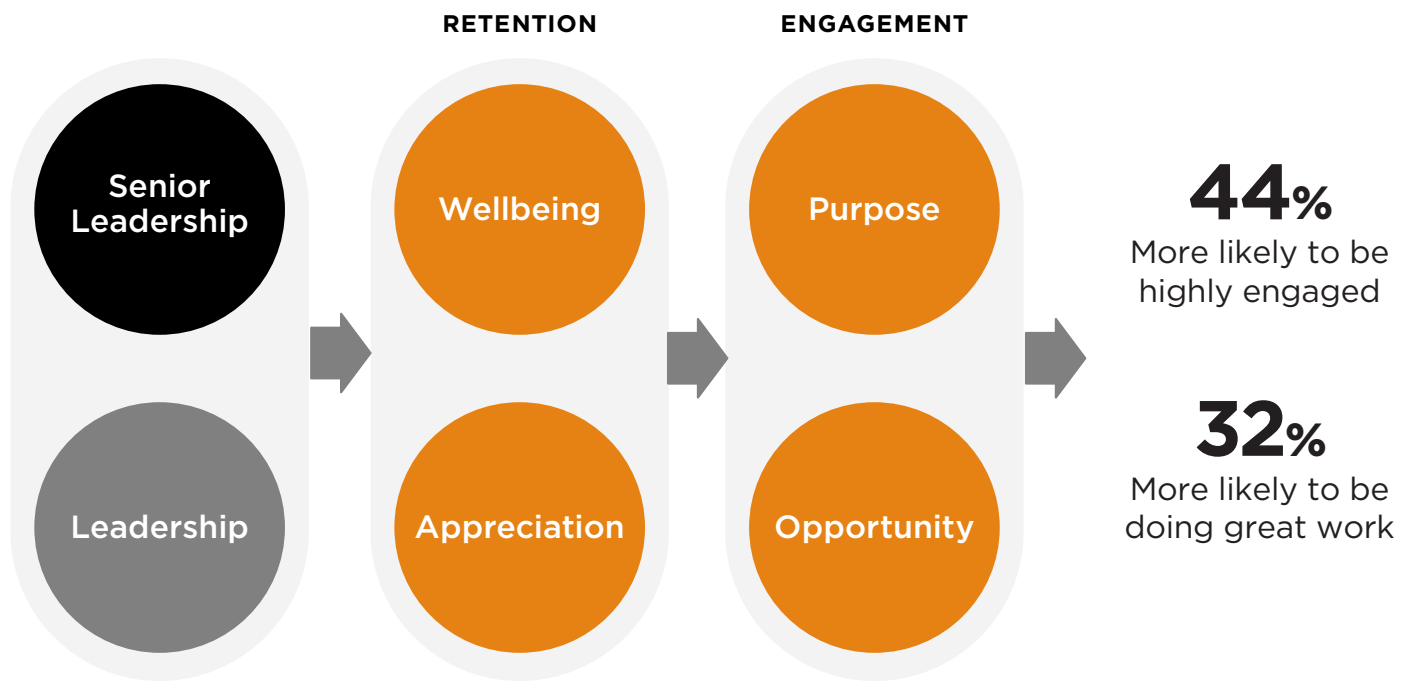 RETENTION
ENGAGEMENT
Senior
Leadership
Leadership
Wellbeing
Appreciation
Purpose
Opportunity
44%
More likely to be
highly engaged
32%
More likely to be
doing great work